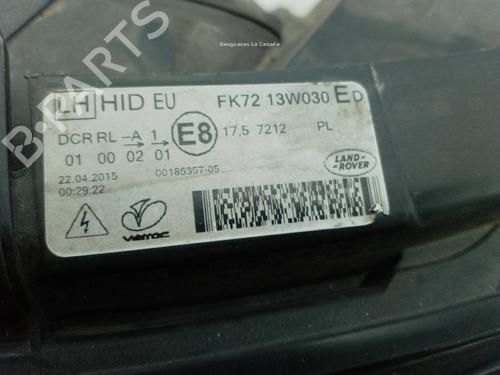 Desguaces La Cabaña
B-PARTS
LH HID EU FK72 13W030 ED
DCR RL -A 1 E8 17.5 7212 PL
01 00 02 01
22.04.2015 00185357-05
00:29:22
LAND-
ROVER
Varroc